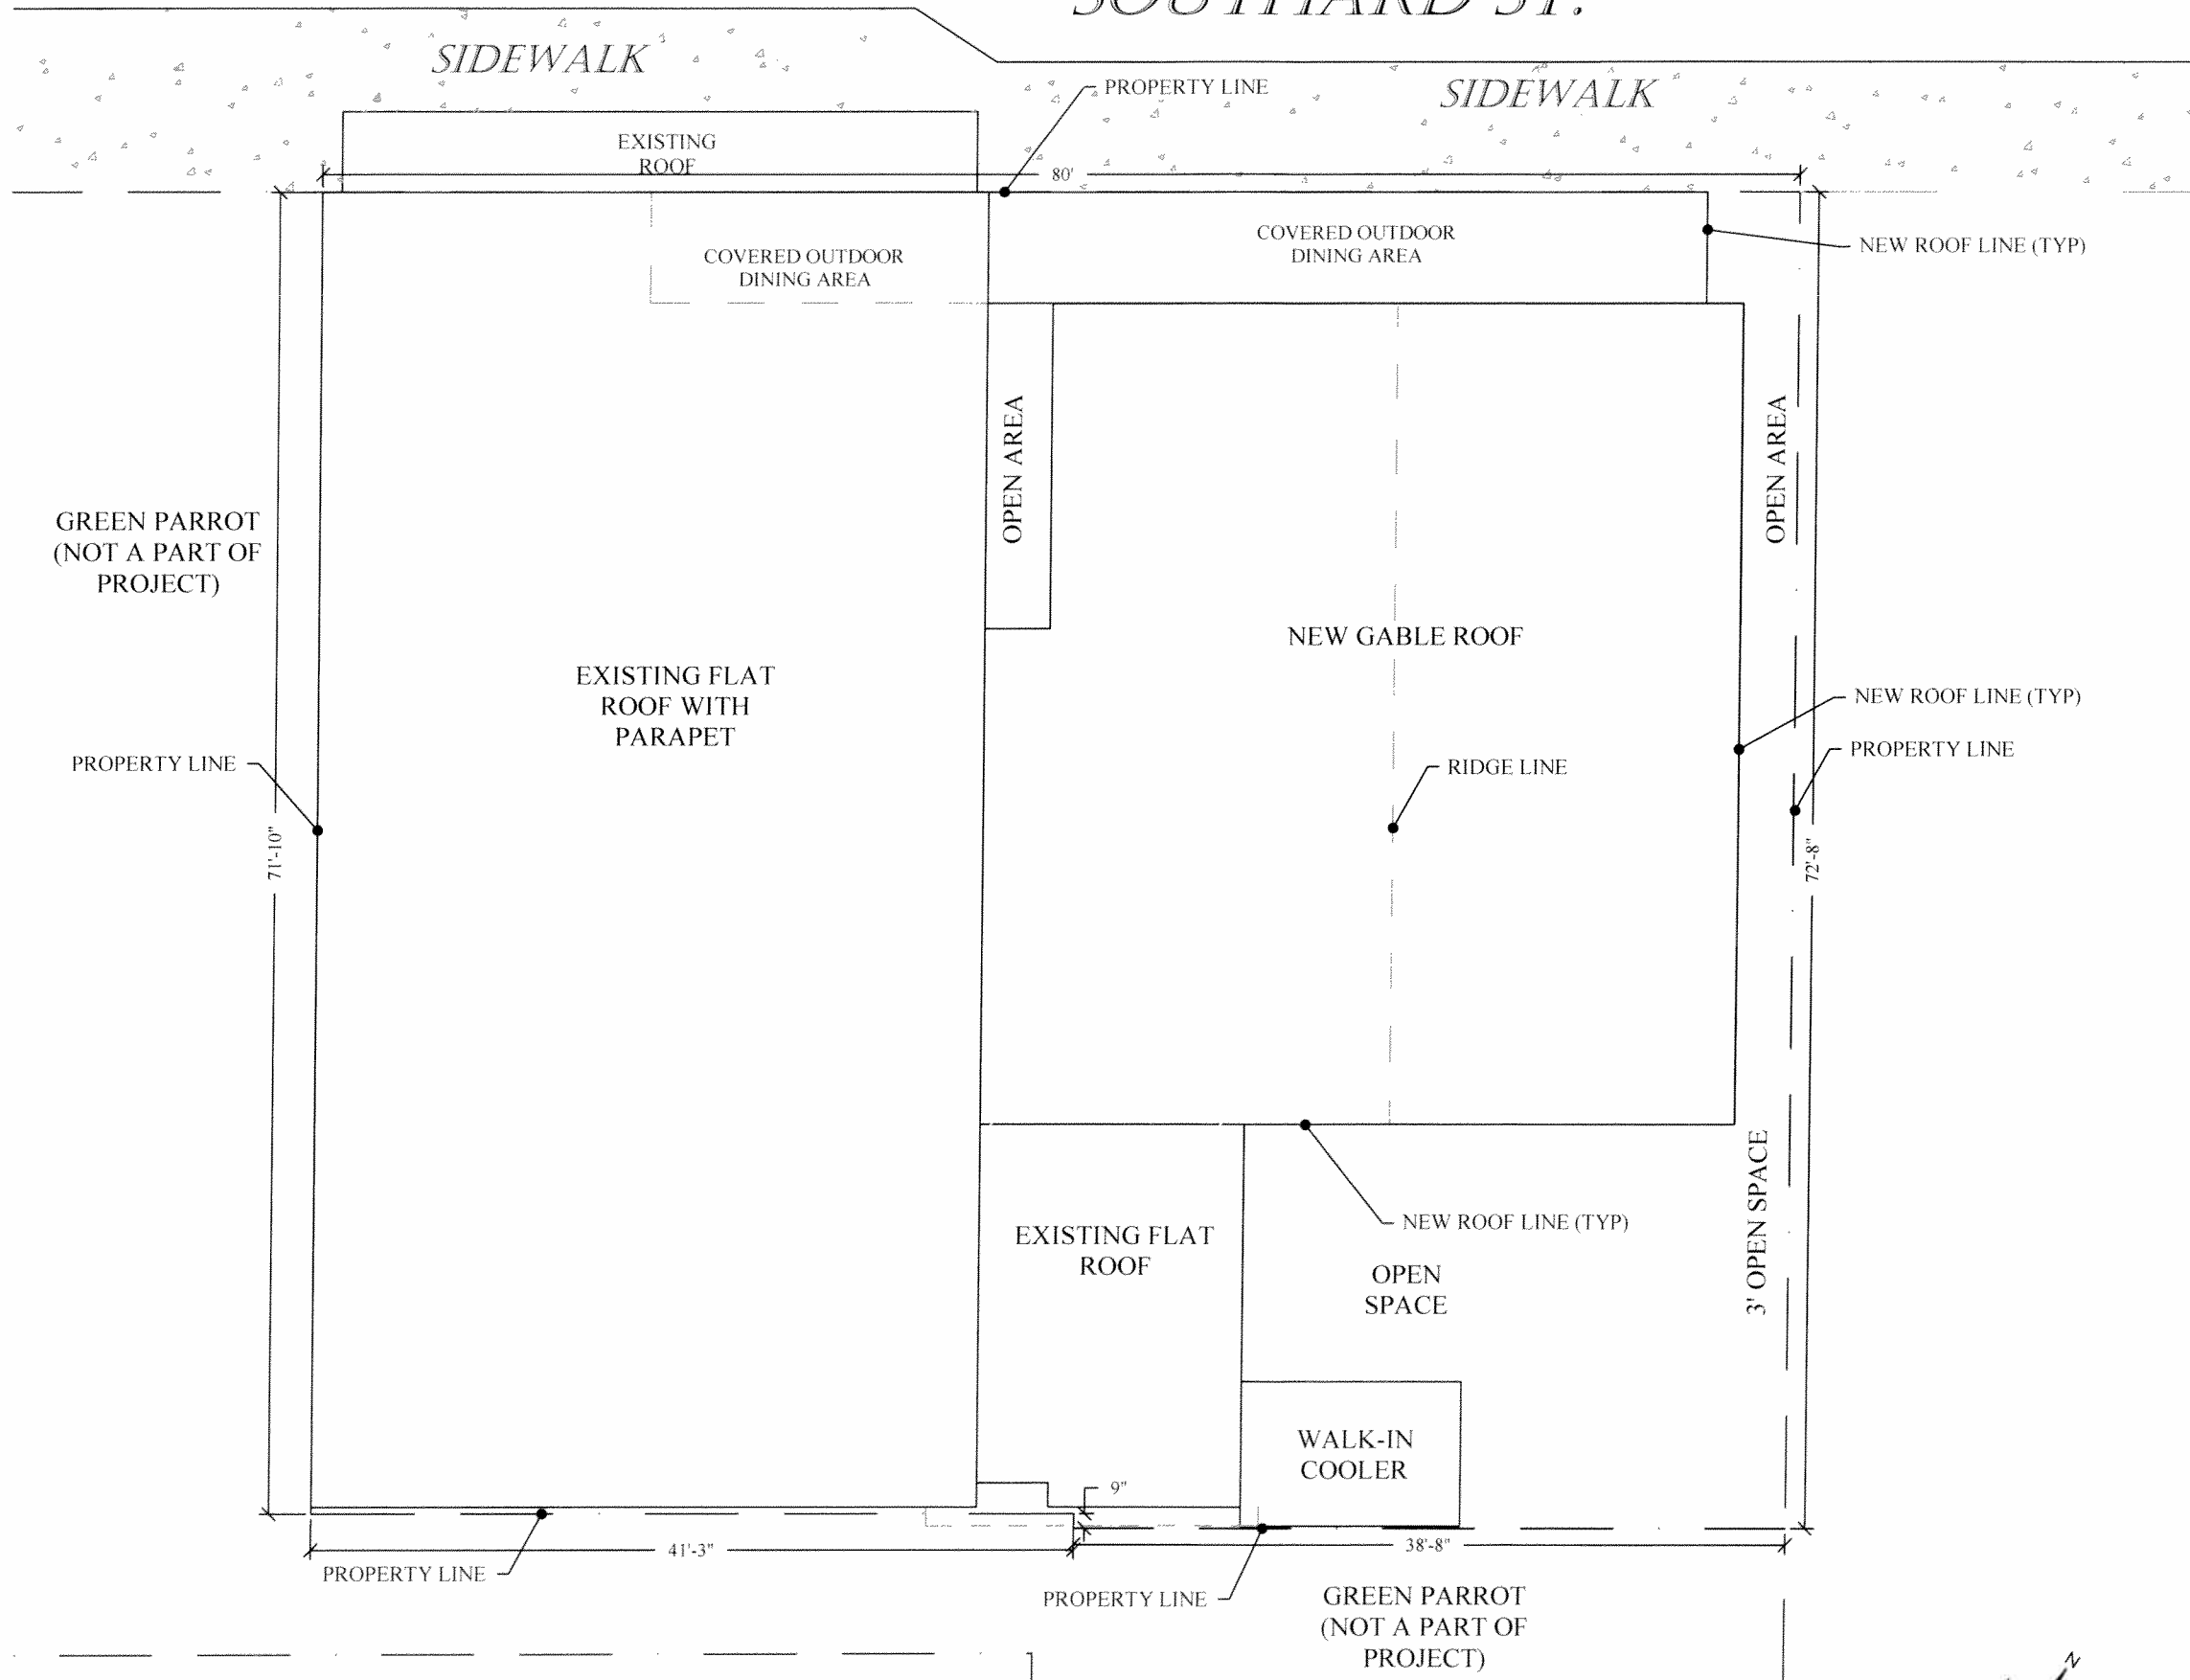 SOUTHARD ST.
SIDEWALK
SIDEWALK
PROPERTY LINE
EXISTING
ROOF
80'
COVERED OUTDOOR
DINING AREA
COVERED OUTDOOR
DINING AREA
NEW ROOF LINE (TYP)
OPEN AREA
OPEN AREA
GREEN PARROT
(NOT A PART OF
PROJECT)
NEW GABLE ROOF
EXISTING FLAT
ROOF WITH
PARAPET
NEW ROOF LINE (TYP)
PROPERTY LINE
PROPERTY LINE
RIDGE LINE
71'-10"
72'-8"
NEW ROOF LINE (TYP)
EXISTING FLAT
ROOF
3' OPEN SPACE
OPEN
SPACE
WALK-IN
COOLER
9"
41'-3"
38'-8"
PROPERTY LINE
PROPERTY LINE
GREEN PARROT
(NOT A PART OF
PROJECT)
N